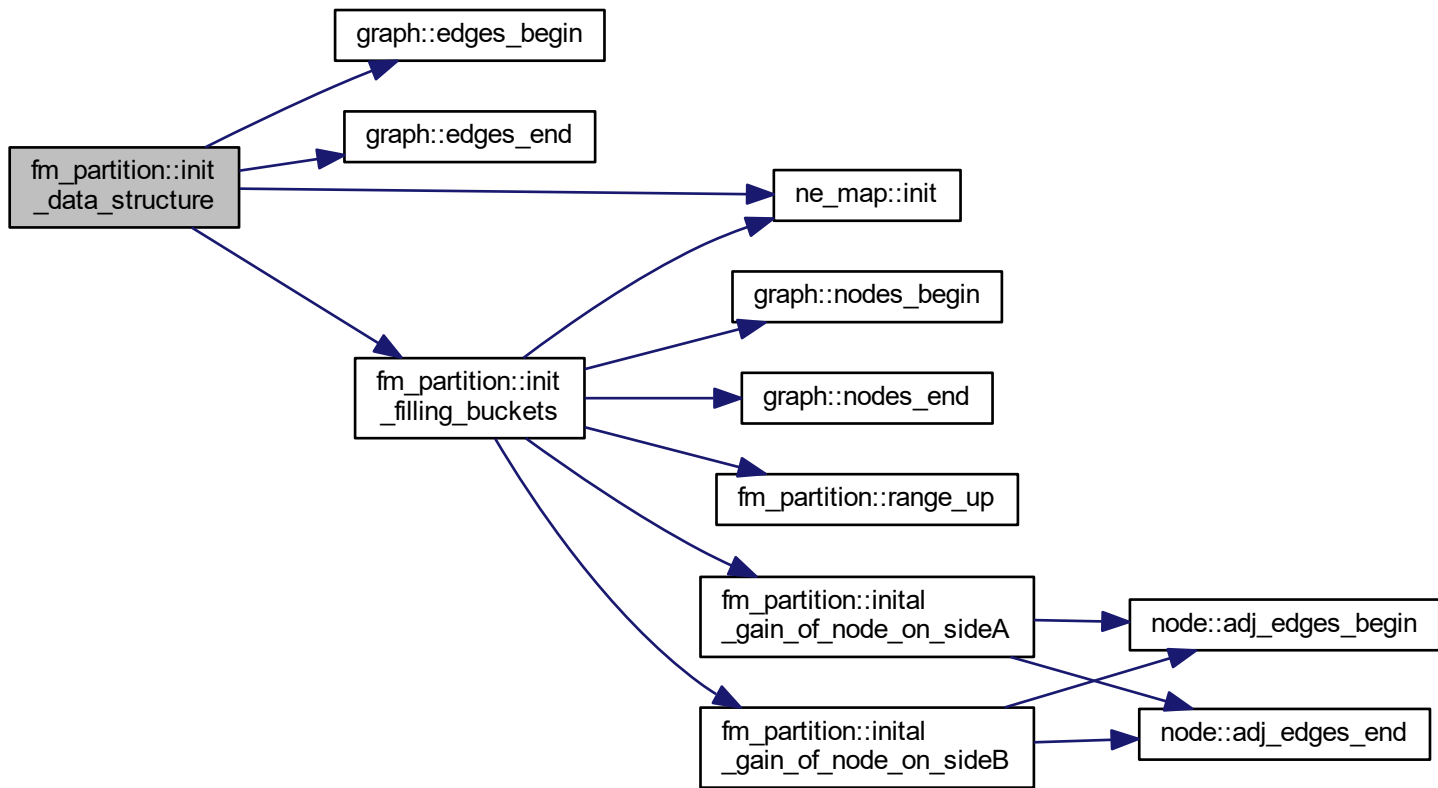 graph::edges_begin
graph::edges_end
fm_partition::init
_data_structure
ne_map::init
graph::nodes_begin
fm_partition::init
_filling_buckets
graph::nodes_end
fm_partition::range_up
fm_partition::inital
_gain_of_node_on_sideA
node::adj_edges_begin
fm_partition::inital
_gain_of_node_on_sideB
node::adj_edges_end